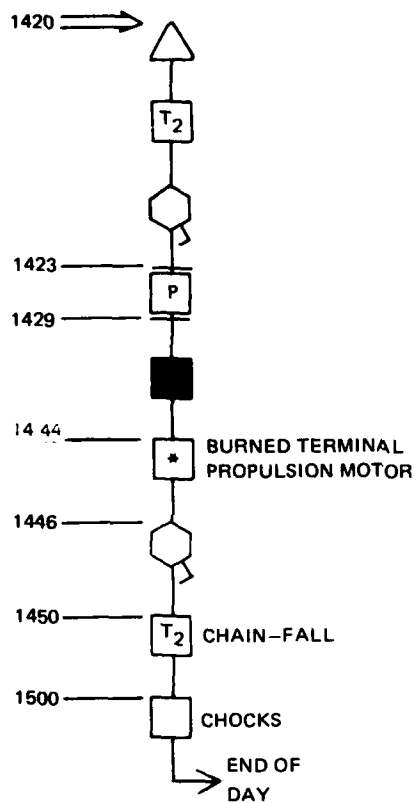 1420
T2
1423
P
1429
14 44
*
BURNED TERMINAL
PROPULSION MOTOR
1446
1450
T2
CHAIN-FALL
1500
CHOCKS
END OF
DAY